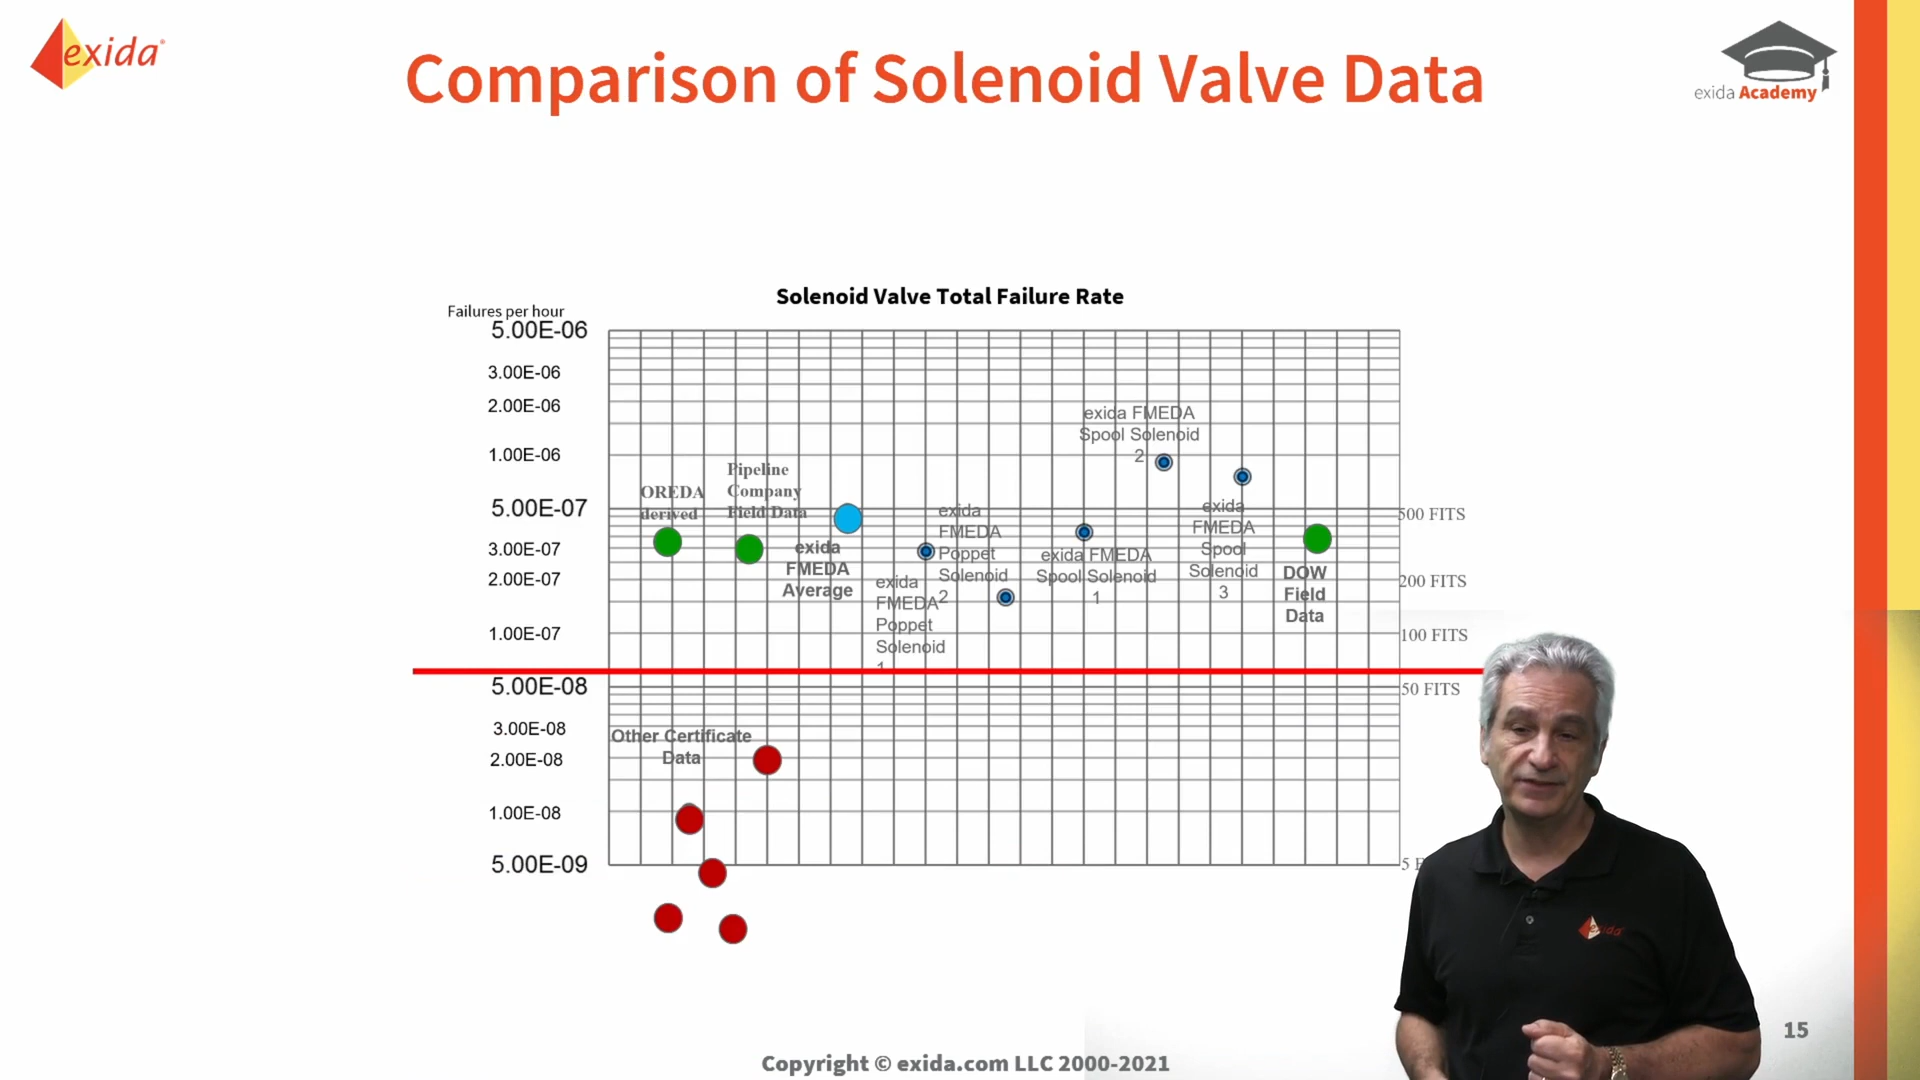 exida
Comparison of Solenoid Valve Data
exida Academy
Solenoid Valve Total Failure Rate
Failures per hour
5.00E-06
3.00E-06
2.00E-06
1.00E-06
5.00E-07
3.00E-07
2.00E-07
1.00E-07
5.00E-08
3.00E-08
2.00E-08
1.00E-08
5.00E-09
OREDA
derived
Pipeline
Company
Field Data
exida
FMEDA
Average
exida
FMEDA
Poppet
Solenoid
1
exida
FMEDA
Poppet
Solenoid
2
exida FMEDA
Spool Solenoid
1
exida FMEDA
Spool Solenoid
2
exida
FMEDA
Spool
Solenoid
3
DOW
Field
Data
500 FITS
200 FITS
100 FITS
50 FITS
5 F
Other Certificate
Data
exida
15
Copyright © exida.com LLC 2000-2021